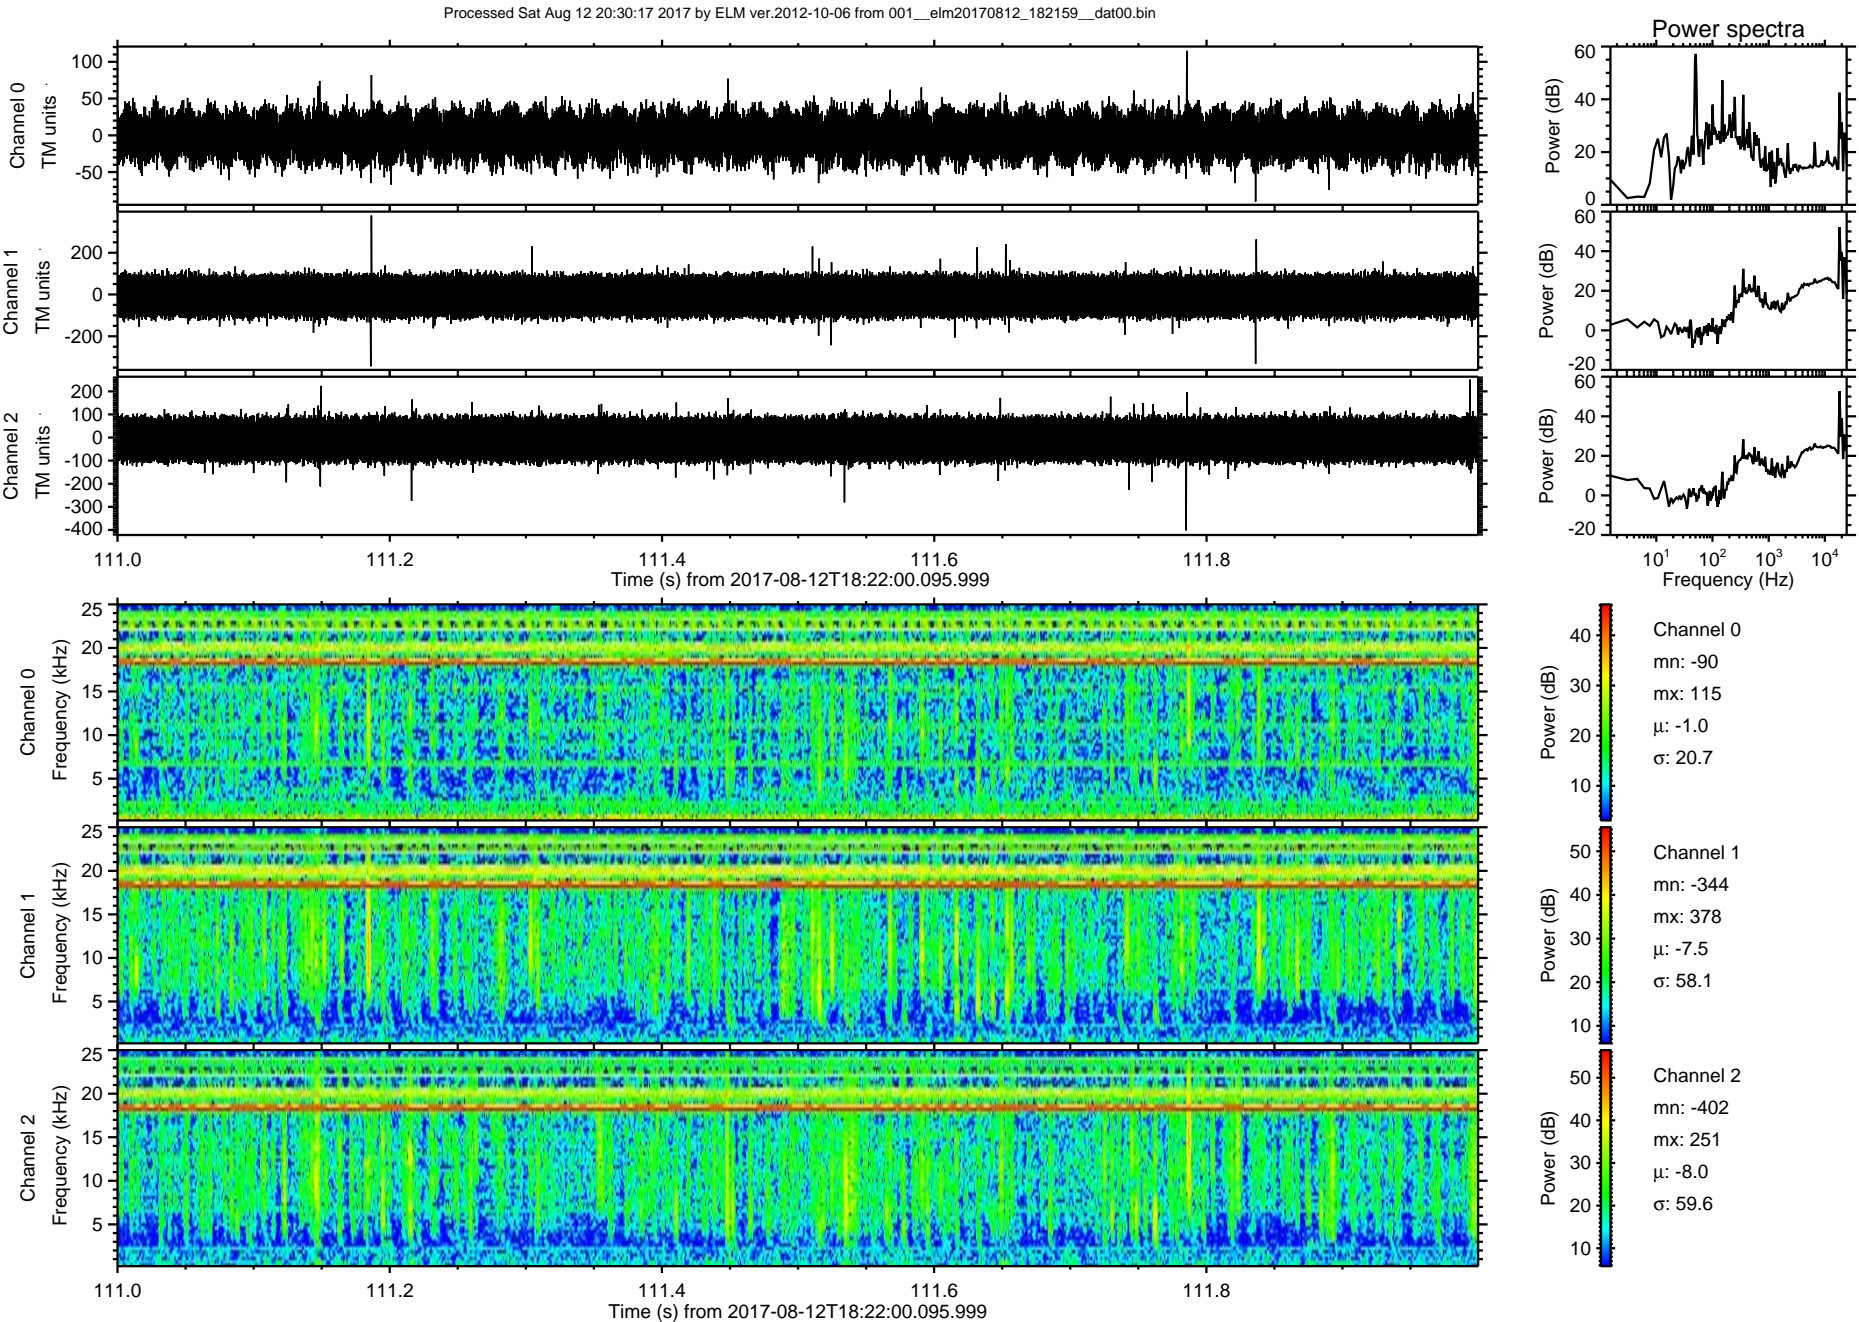 Processed Sat Aug 12 20:30:17 2017 by ELM ver.2012-10-06 from 001__elm20170812_182159__dat00.bin
Power spectra
Channel 0
TM units
100
50
0
-50
Power (dB)
60
40
20
0
Channel 1
TM units
200
0
-200
Power (dB)
60
40
20
0
-20
Channel 2
TM units
200
100
0
-100
-200
-300
-400
Power (dB)
60
40
20
0
-20
111.0 111.2 111.4 111.6 111.8
Time (s) from 2017-08-12T18:22:00.095.999
10^1 10^2 10^3 10^4
Frequency (Hz)
Channel 0
Frequency (kHz)
25
20
15
10
5
Power (dB)
40
30
20
10
Channel 0
mn: -90
mx: 115
μ: -1.0
σ: 20.7
Channel 1
Frequency (kHz)
25
20
15
10
5
Power (dB)
50
40
30
20
10
Channel 1
mn: -344
mx: 378
μ: -7.5
σ: 58.1
Channel 2
Frequency (kHz)
25
20
15
10
5
Power (dB)
50
40
30
20
10
Channel 2
mn: -402
mx: 251
μ: -8.0
σ: 59.6
111.0 111.2 111.4 111.6 111.8
Time (s) from 2017-08-12T18:22:00.095.999